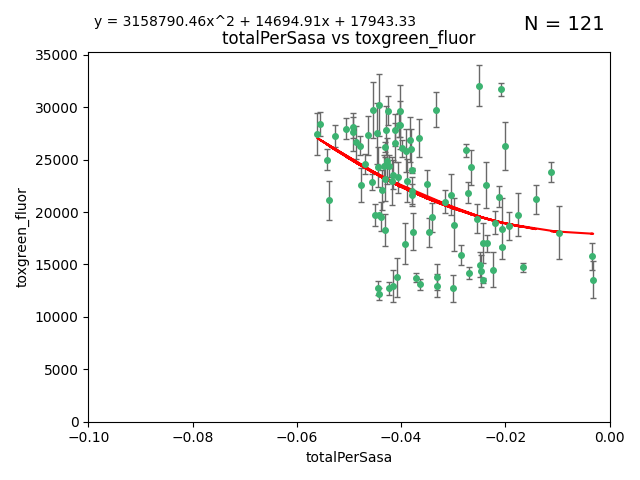 y = 3158790.46x^2 + 14694.91x + 17943.33
N = 121
totalPerSasa vs toxgreen_fluor
35000
30000
25000
20000
15000
10000
5000
0
toxgreen_fluor
−0.10 −0.08 −0.06 −0.04 −0.02 0.00
totalPerSasa